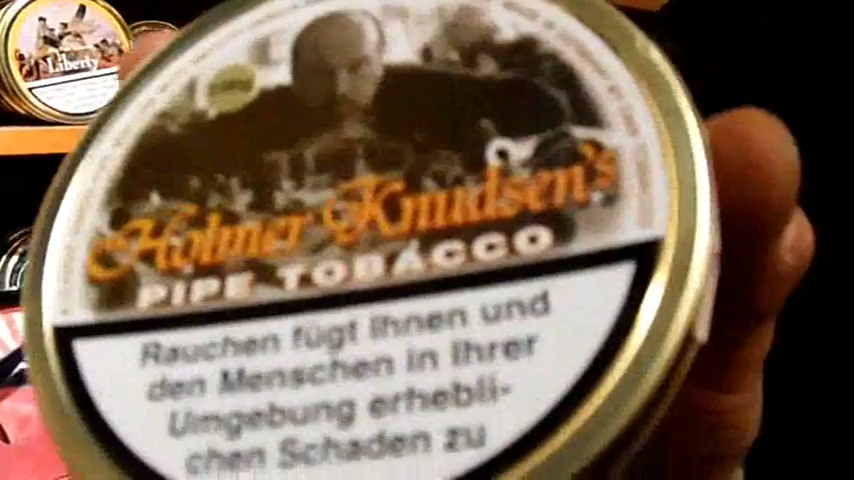 Liberty
Holmer Knudsen's
PIPE TOBACCO
Rauchen fügt Ihnen und
den Menschen in Ihrer
Umgebung erhebli-
chen Schaden zu